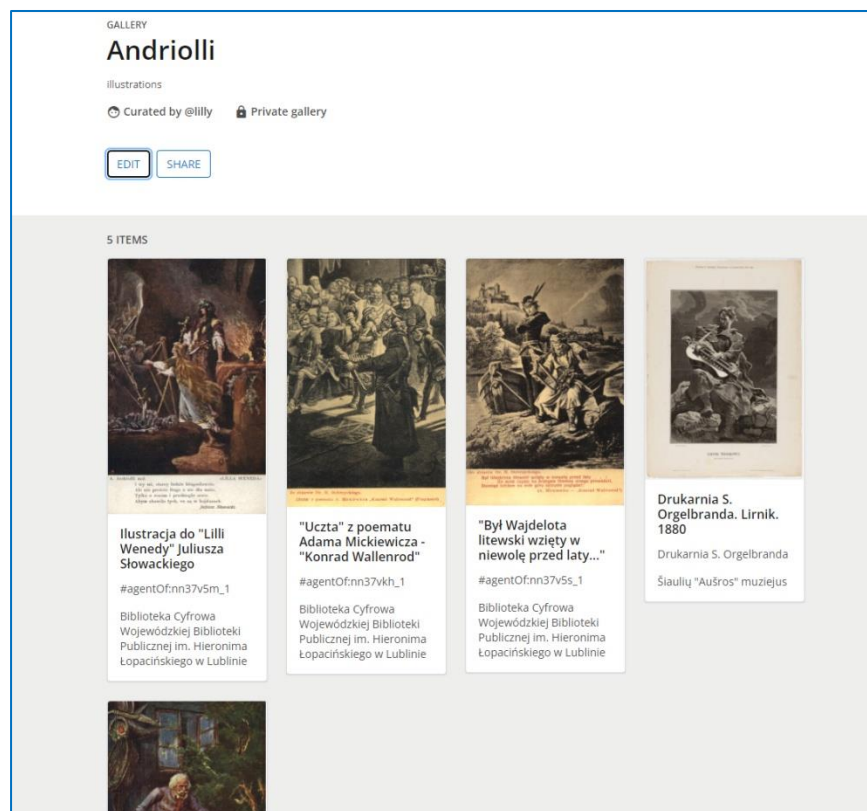 GALLERY
Andriolli
illustrations
Curated by @lilly
Private gallery
EDIT
SHARE
5 ITEMS
Ilustracja do "Lilli
Wenedy" Juliusza
Słowackiego
#agentOf:nn37v5m_1
Biblioteka Cyfrowa
Wojewódzkiej Biblioteki
Publicznej im. Hieronima
Łopacińskiego w Lublinie
"Uczta" z poematu
Adama Mickiewicza -
"Konrad Wallenrod"
#agentOf:nn37vkh_1
Biblioteka Cyfrowa
Wojewódzkiej Biblioteki
Publicznej im. Hieronima
Łopacińskiego w Lublinie
"Był Wajdelota
litewski wzięty w
niewolę przed laty..."
#agentOf:nn37v5s_1
Biblioteka Cyfrowa
Wojewódzkiej Biblioteki
Publicznej im. Hieronima
Łopacińskiego w Lublinie
Drukarnia S.
Orgelbranda. Lirnik.
1880
Drukarnia S. Orgelbranda
Šiaulių "Aušros" muziejus